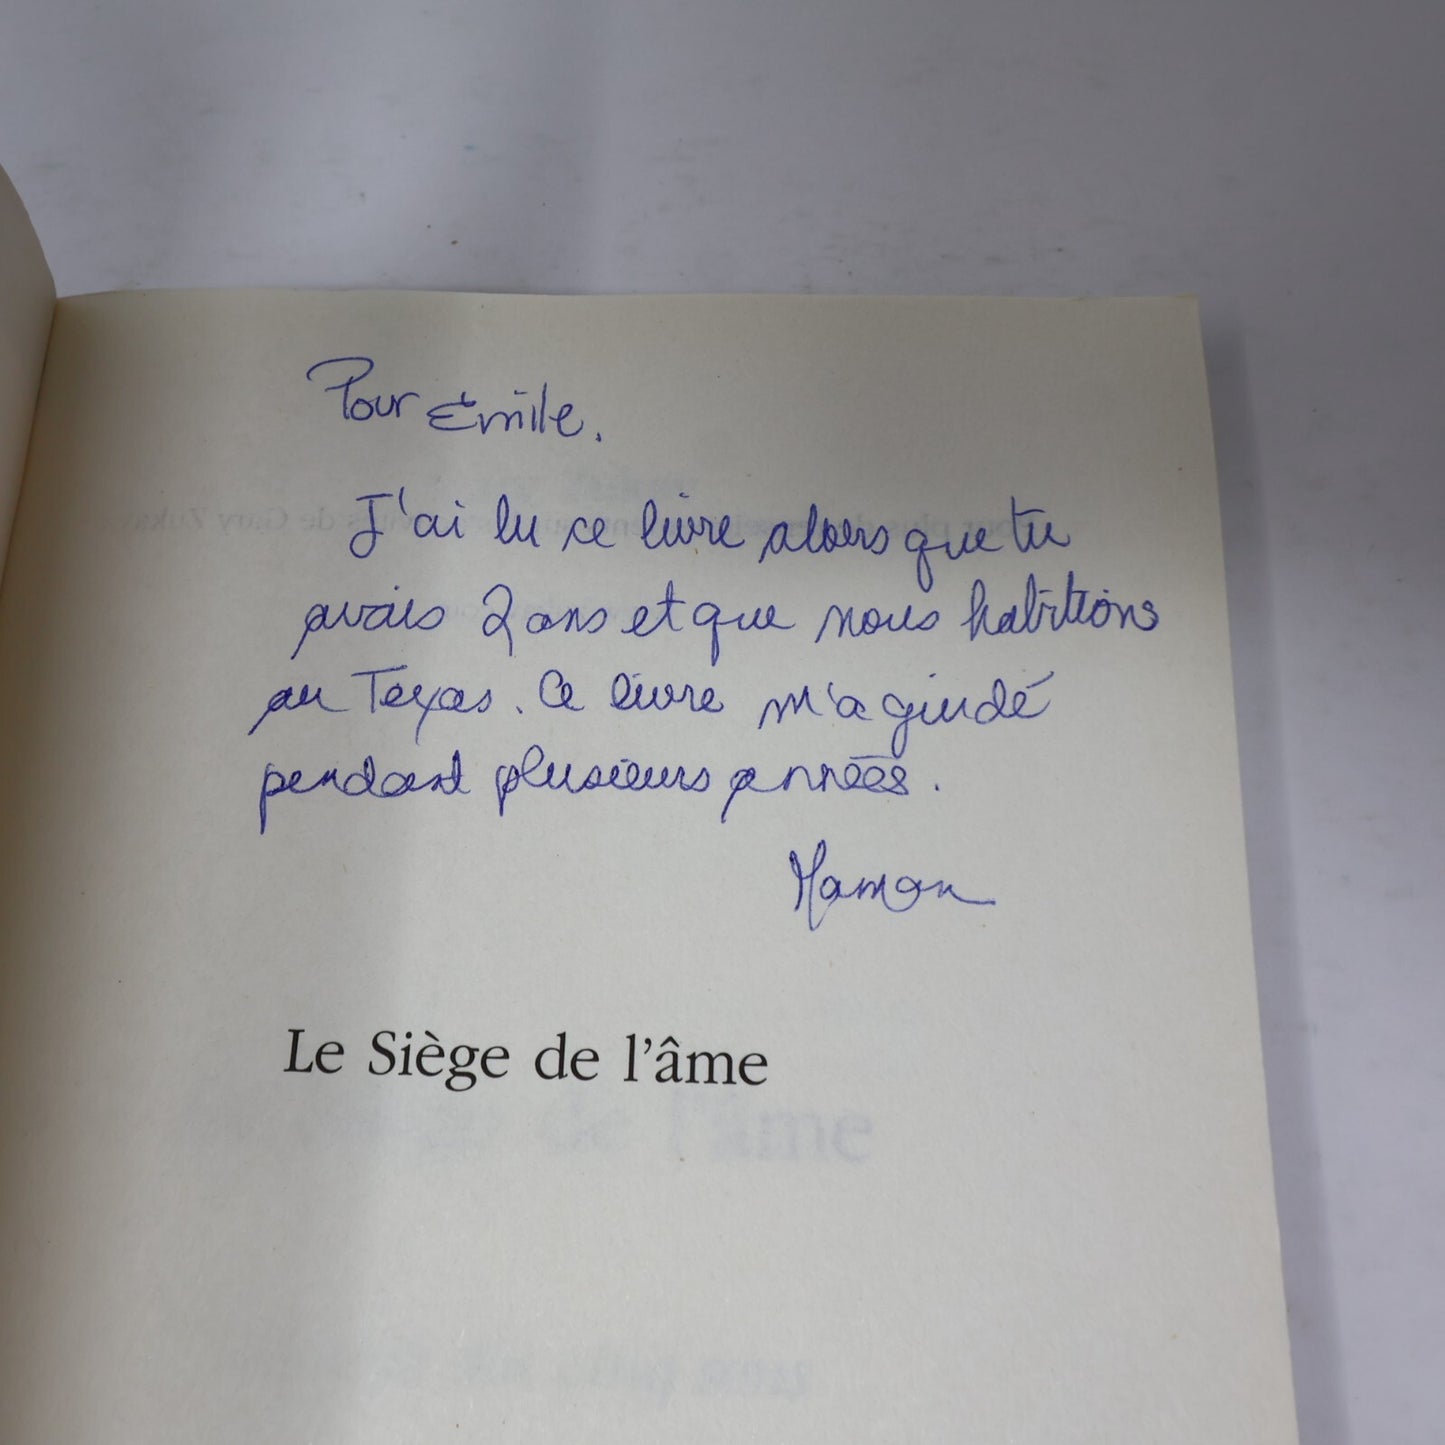 Pour Émile.
J'ai lu ce livre alors que tu
avais 2 ans et que nous habitions
au Texas. Ce livre m'a guidé
pendant plusieurs années.
Maman
Le Siège de l'âme